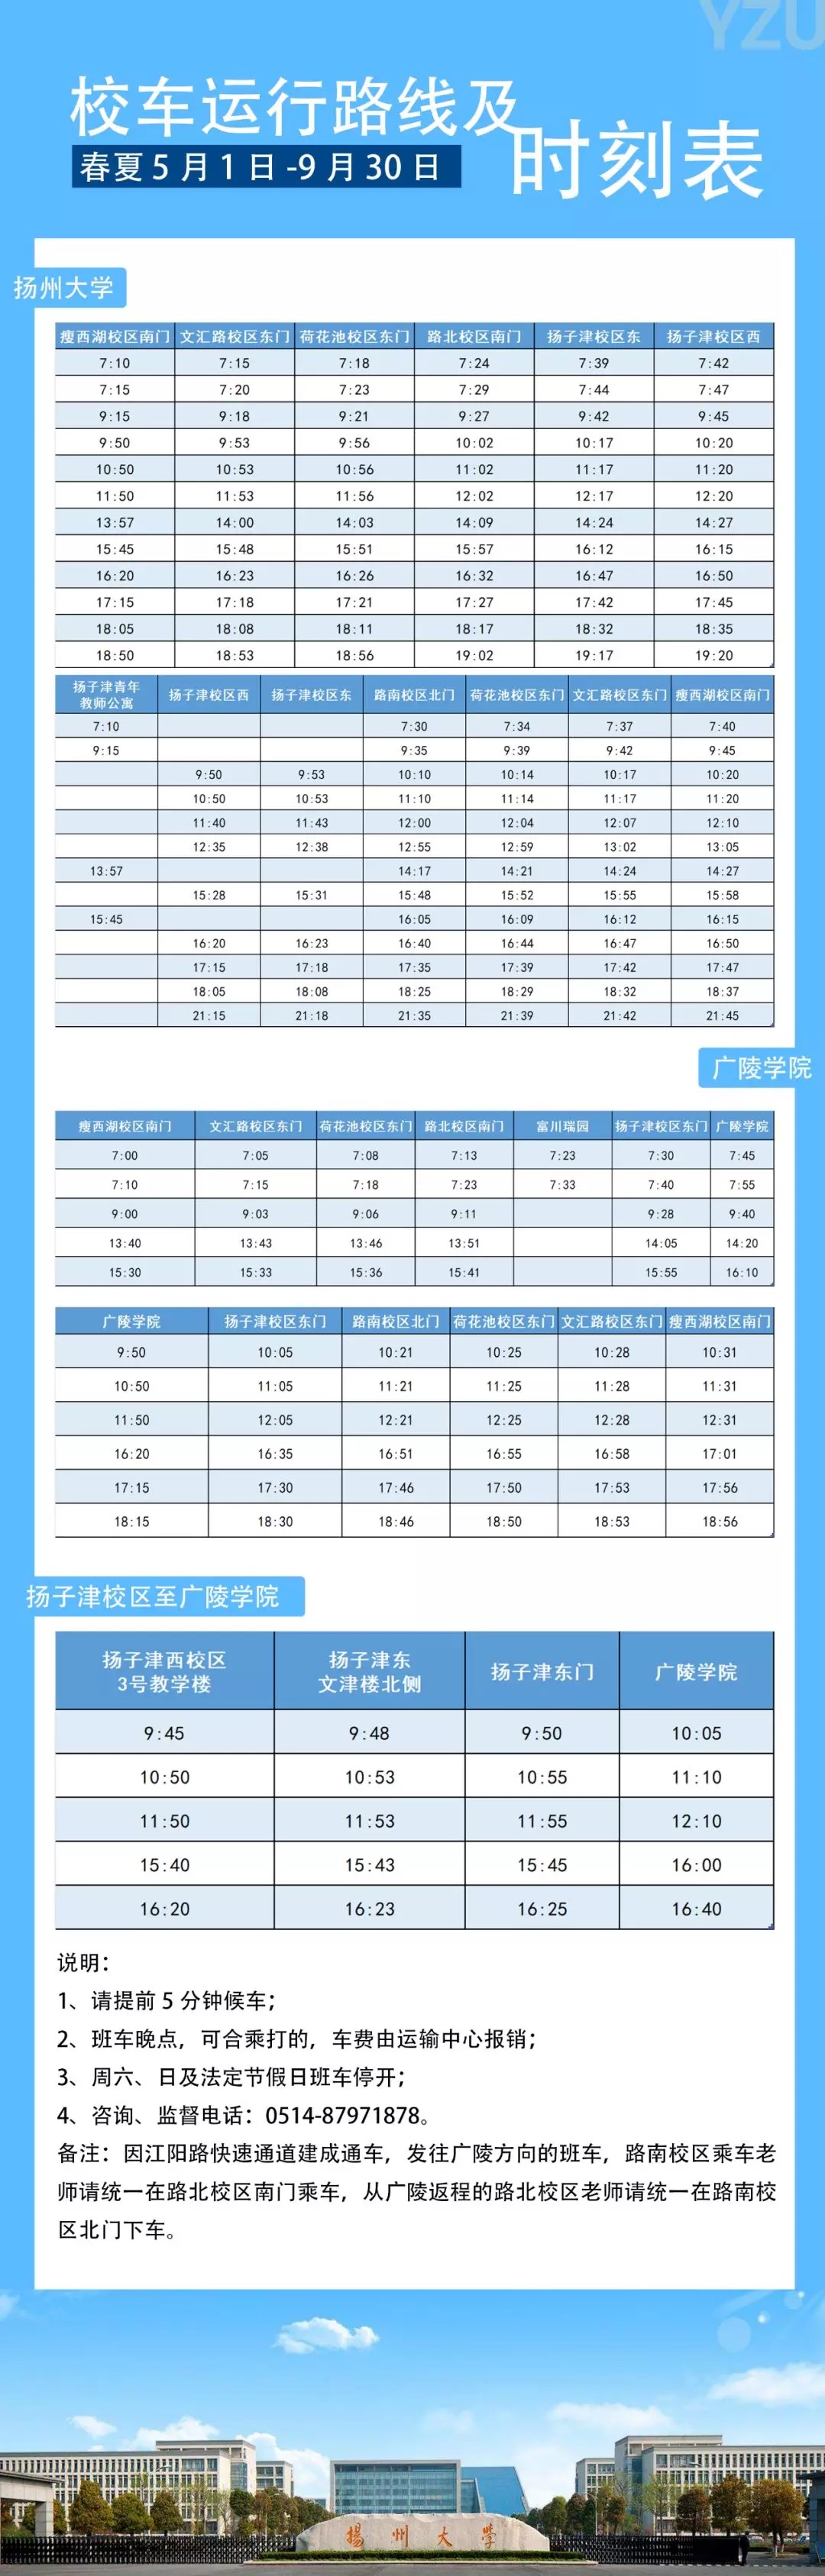 YZU
校车运行路线及
时刻表
春夏5月1日-9月30日
扬州大学
瘦西湖校区南门 文汇路校区东门 荷花池校区东门 路北校区南门 扬子津校区东 扬子津校区西
7:10 7:15 7:18 7:24 7:39 7:42
7:15 7:20 7:23 7:29 7:44 7:47
9:15 9:18 9:21 9:27 9:42 9:45
9:50 9:53 9:56 10:02 10:17 10:20
10:50 10:53 10:56 11:02 11:17 11:20
11:50 11:53 11:56 12:02 12:17 12:20
13:57 14:00 14:03 14:09 14:24 14:27
15:45 15:48 15:51 15:57 16:12 16:15
16:20 16:23 16:26 16:32 16:47 16:50
17:15 17:18 17:21 17:27 17:42 17:45
18:05 18:08 18:11 18:17 18:32 18:35
18:50 18:53 18:56 19:02 19:17 19:20
扬子津青年
教师公寓 扬子津校区西 扬子津校区东 路南校区北门 荷花池校区东门 文汇路校区东门 瘦西湖校区南门
7:10 7:30 7:34 7:37 7:40
9:15 9:35 9:39 9:42 9:45
9:50 9:53 10:10 10:14 10:17 10:20
10:50 10:53 11:10 11:14 11:17 11:20
11:40 11:43 12:00 12:04 12:07 12:10
12:35 12:38 12:55 12:59 13:02 13:05
13:57 14:17 14:21 14:24 14:27
15:28 15:31 15:48 15:52 15:55 15:58
15:45 16:05 16:09 16:12 16:15
16:20 16:23 16:40 16:44 16:47 16:50
17:15 17:18 17:35 17:39 17:42 17:47
18:05 18:08 18:25 18:29 18:32 18:37
21:15 21:18 21:35 21:39 21:42 21:45
广陵学院
瘦西湖校区南门 文汇路校区东门 荷花池校区东门 路北校区南门 富川瑞园 扬子津校区东门 广陵学院
7:00 7:05 7:08 7:13 7:23 7:30 7:45
7:10 7:15 7:18 7:23 7:33 7:40 7:55
9:00 9:03 9:06 9:11 9:28 9:40
13:40 13:43 13:46 13:51 14:05 14:20
15:30 15:33 15:36 15:41 15:55 16:10
广陵学院 扬子津校区东门 路南校区北门 荷花池校区东门 文汇路校区东门 瘦西湖校区南门
9:50 10:05 10:21 10:25 10:28 10:31
10:50 11:05 11:21 11:25 11:28 11:31
11:50 12:05 12:21 12:25 12:28 12:31
16:20 16:35 16:51 16:55 16:58 17:01
17:15 17:30 17:46 17:50 17:53 17:56
18:15 18:30 18:46 18:50 18:53 18:56
扬子津校区至广陵学院
扬子津西校区 扬子津东 扬子津东门 广陵学院
3号教学楼 文津楼北侧
9:45 9:48 9:50 10:05
10:50 10:53 10:55 11:10
11:50 11:53 11:55 12:10
15:40 15:43 15:45 16:00
16:20 16:23 16:25 16:40
说明：
1、请提前5分钟候车；
2、班车晚点，可合乘打的，车费由运输中心报销；
3、周六、日及法定节假日班车停开；
4、咨询、监督电话：0514-87971878。
备注：因江阳路快速通道建成通车，发往广陵方向的班车，路南校区乘车老
师请统一在路北校区南门乘车，从广陵返程的路北校区老师请统一在路南校
区北门下车。
揚州大学